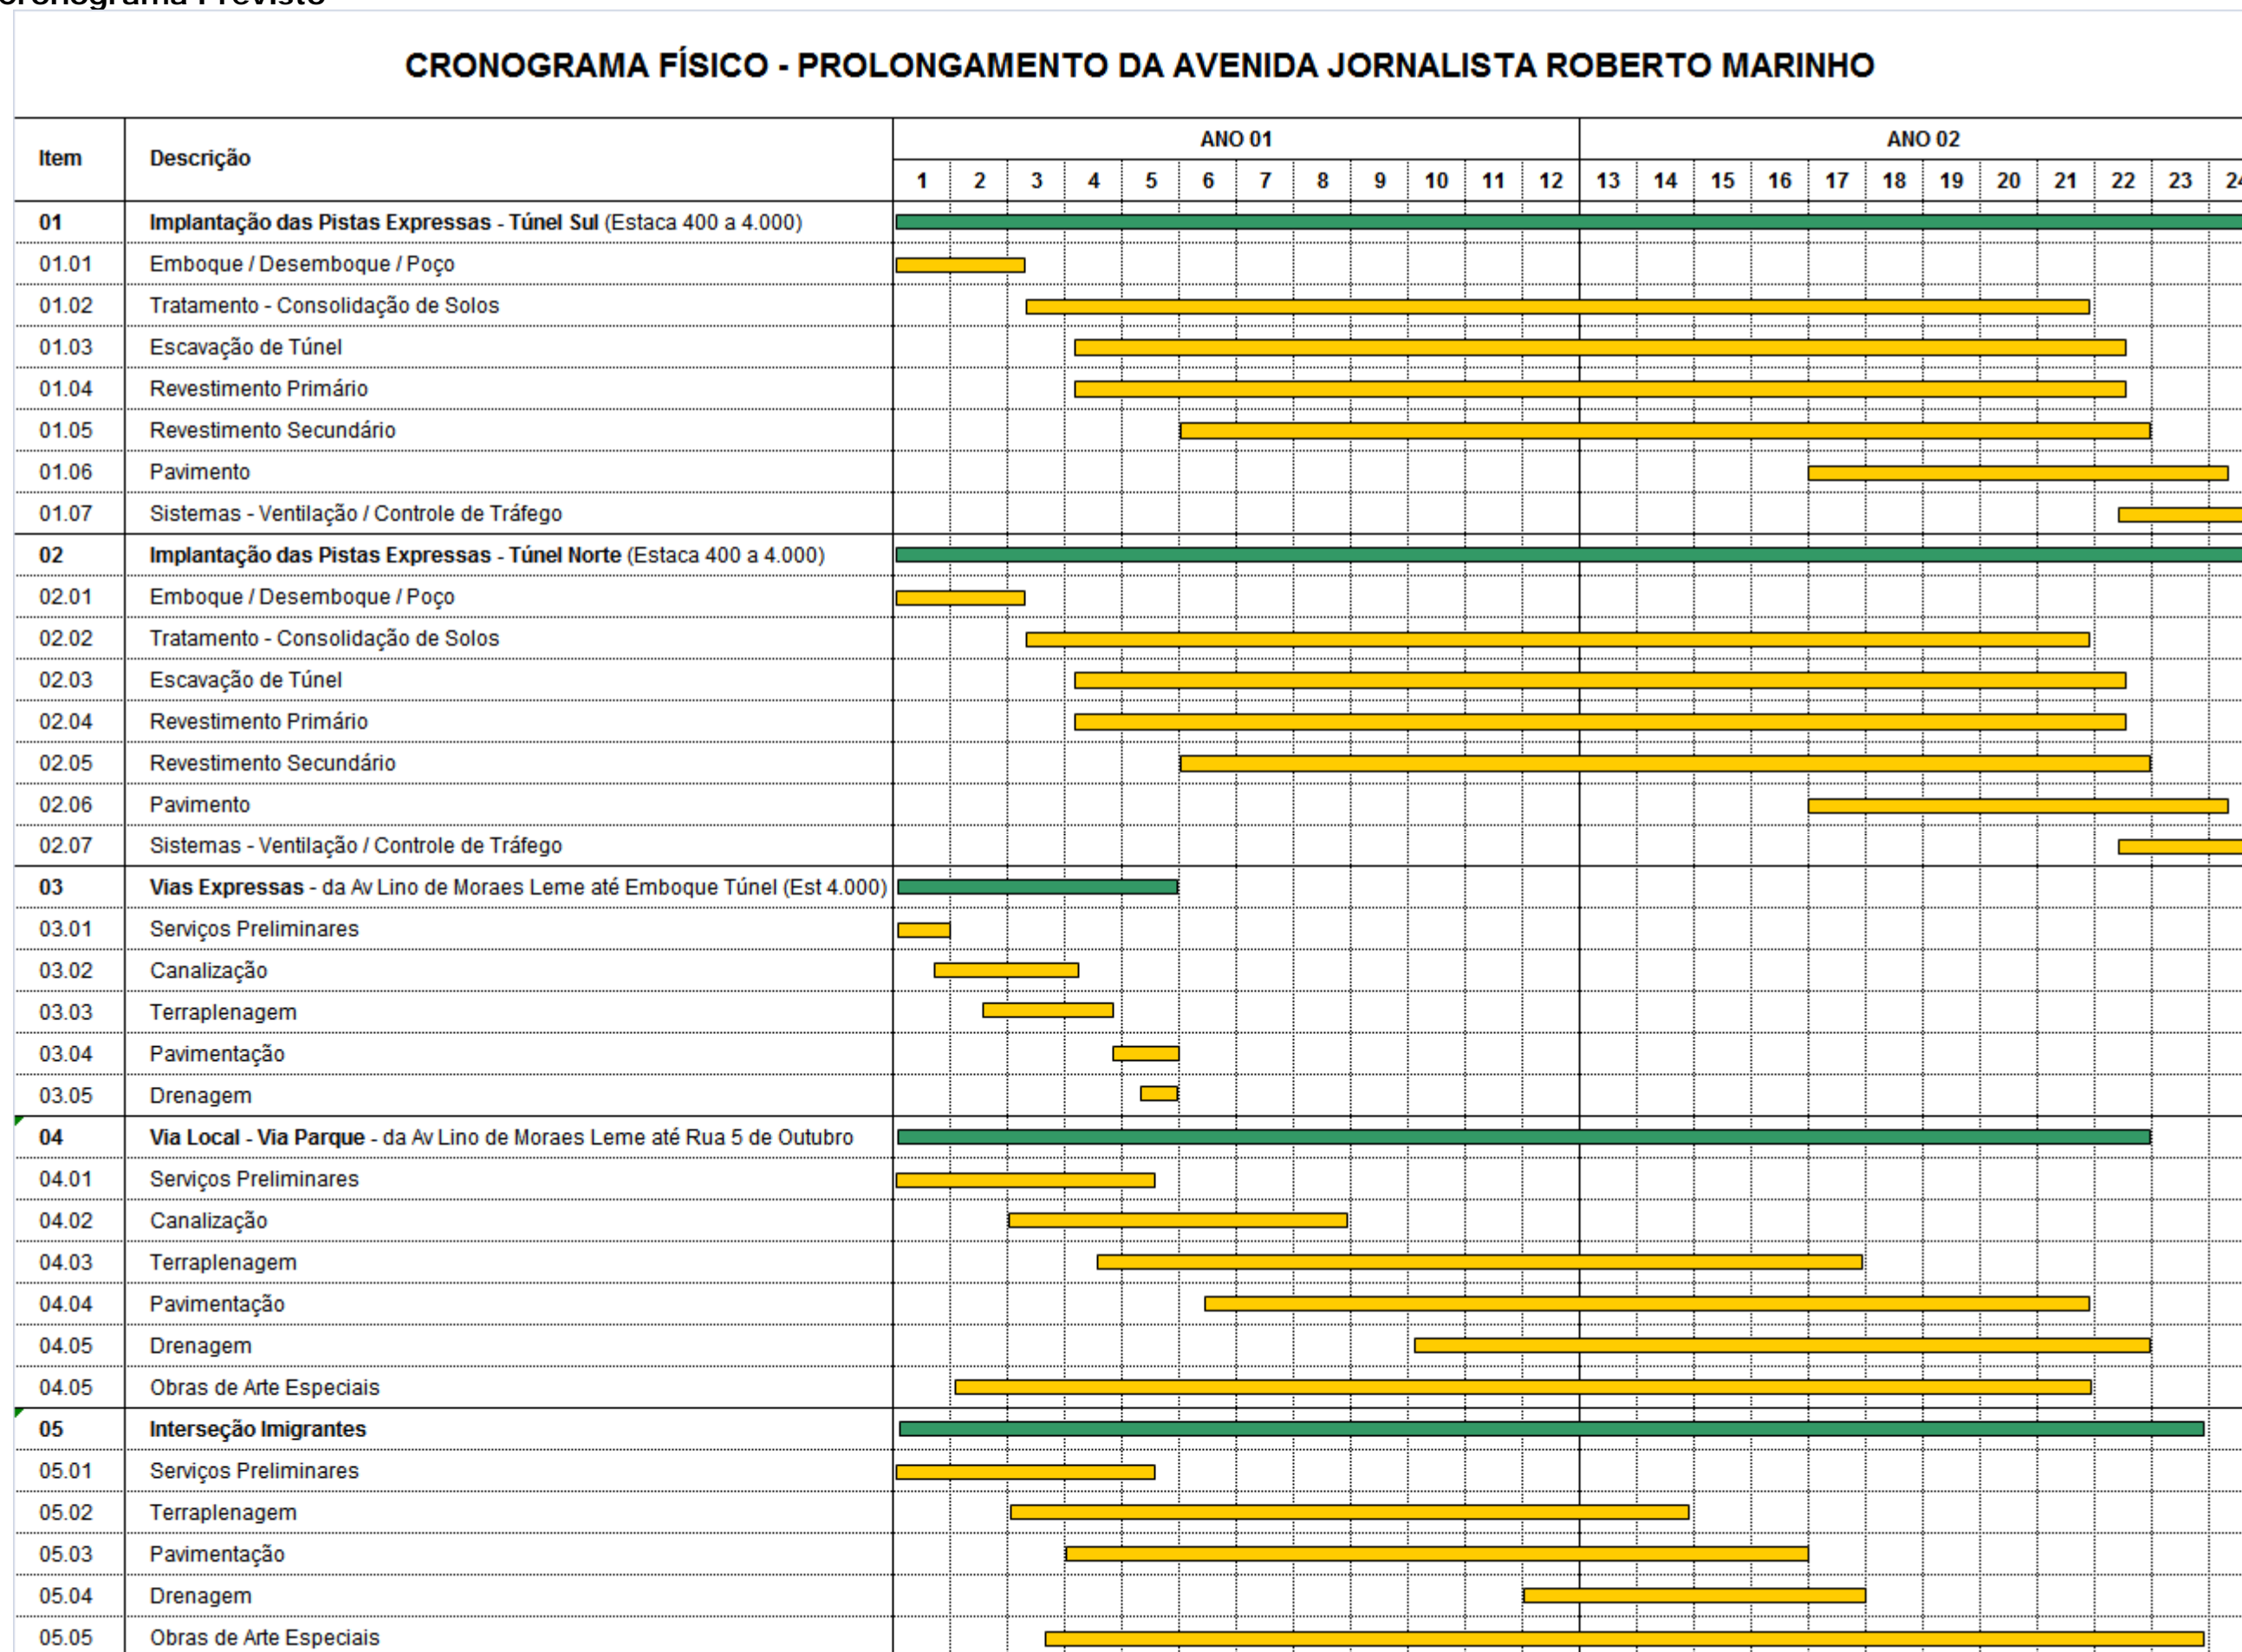 Cronograma Previsto
CRONOGRAMA FÍSICO - PROLONGAMENTO DA AVENIDA JORNALISTA ROBERTO MARINHO
Item Descrição ANO 01 ANO 02
1 2 3 4 5 6 7 8 9 10 11 12 13 14 15 16 17 18 19 20 21 22 23 24
01 Implantação das Pistas Expressas - Túnel Sul (Estaca 400 a 4.000)
01.01 Emboque / Desemboque / Poço
01.02 Tratamento - Consolidação de Solos
01.03 Escavação de Túnel
01.04 Revestimento Primário
01.05 Revestimento Secundário
01.06 Pavimento
01.07 Sistemas - Ventilação / Controle de Tráfego
02 Implantação das Pistas Expressas - Túnel Norte (Estaca 400 a 4.000)
02.01 Emboque / Desemboque / Poço
02.02 Tratamento - Consolidação de Solos
02.03 Escavação de Túnel
02.04 Revestimento Primário
02.05 Revestimento Secundário
02.06 Pavimento
02.07 Sistemas - Ventilação / Controle de Tráfego
03 Vias Expressas - da Av Lino de Moraes Leme até Emboque Túnel (Est 4.000)
03.01 Serviços Preliminares
03.02 Canalização
03.03 Terraplenagem
03.04 Pavimentação
03.05 Drenagem
04 Via Local - Via Parque - da Av Lino de Moraes Leme até Rua 5 de Outubro
04.01 Serviços Preliminares
04.02 Canalização
04.03 Terraplenagem
04.04 Pavimentação
04.05 Drenagem
04.05 Obras de Arte Especiais
05 Interseção Imigrantes
05.01 Serviços Preliminares
05.02 Terraplenagem
05.03 Pavimentação
05.04 Drenagem
05.05 Obras de Arte Especiais